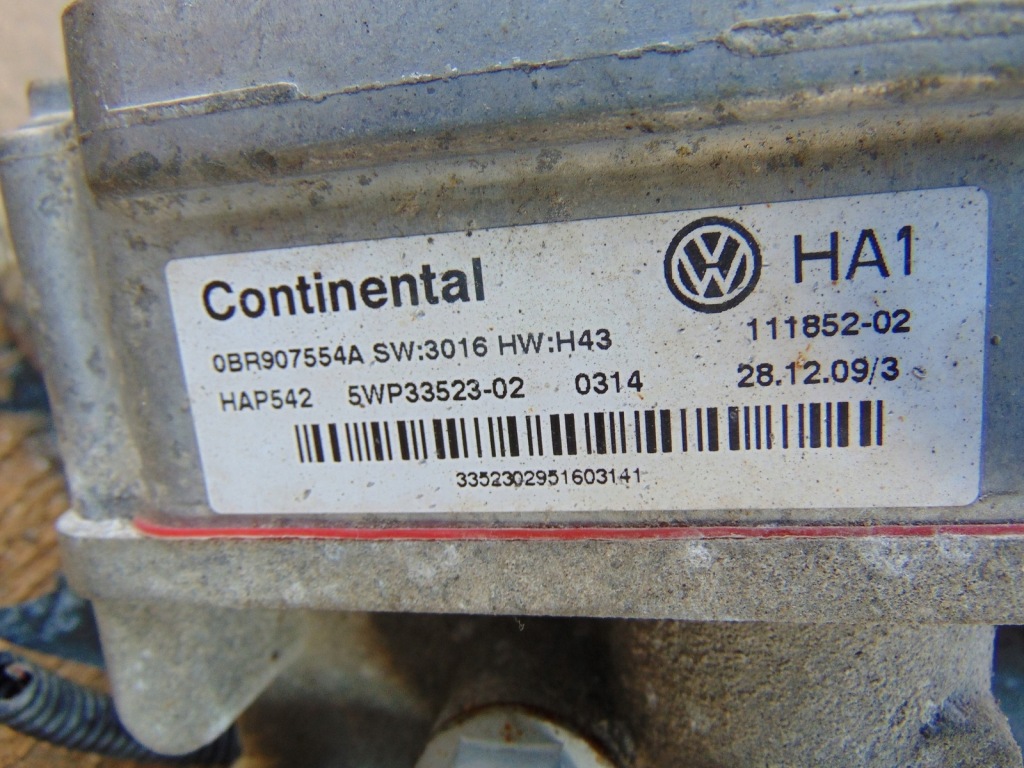 Continental HA1
111852-02
0BR907554A SW:3016 HW:H43
HAP542 5WP33523-02 0314 28.12.09/3
3352302951603141